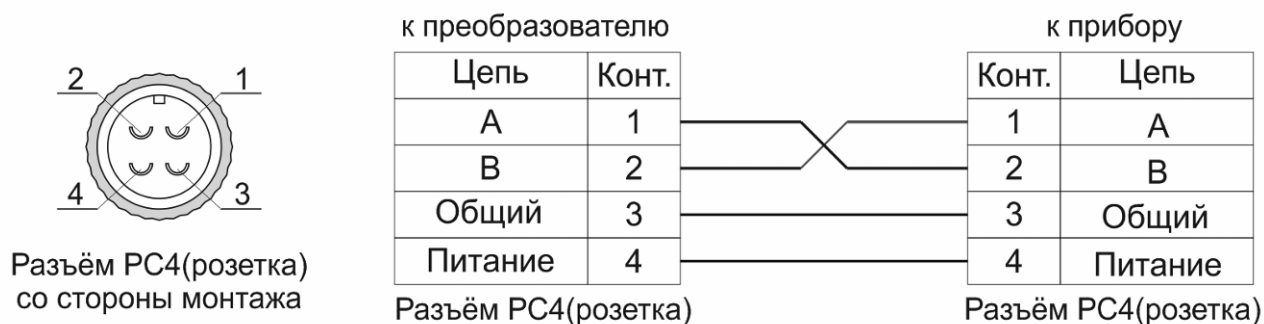 2 1
4 3
Разъём РС4(розетка)
со стороны монтажа
к преобразователю
Цепь Конт.
А 1
В 2
Общий 3
Питание 4
Разъём РС4(розетка)
к прибору
Конт. Цепь
1 А
2 В
3 Общий
4 Питание
Разъём РС4(розетка)